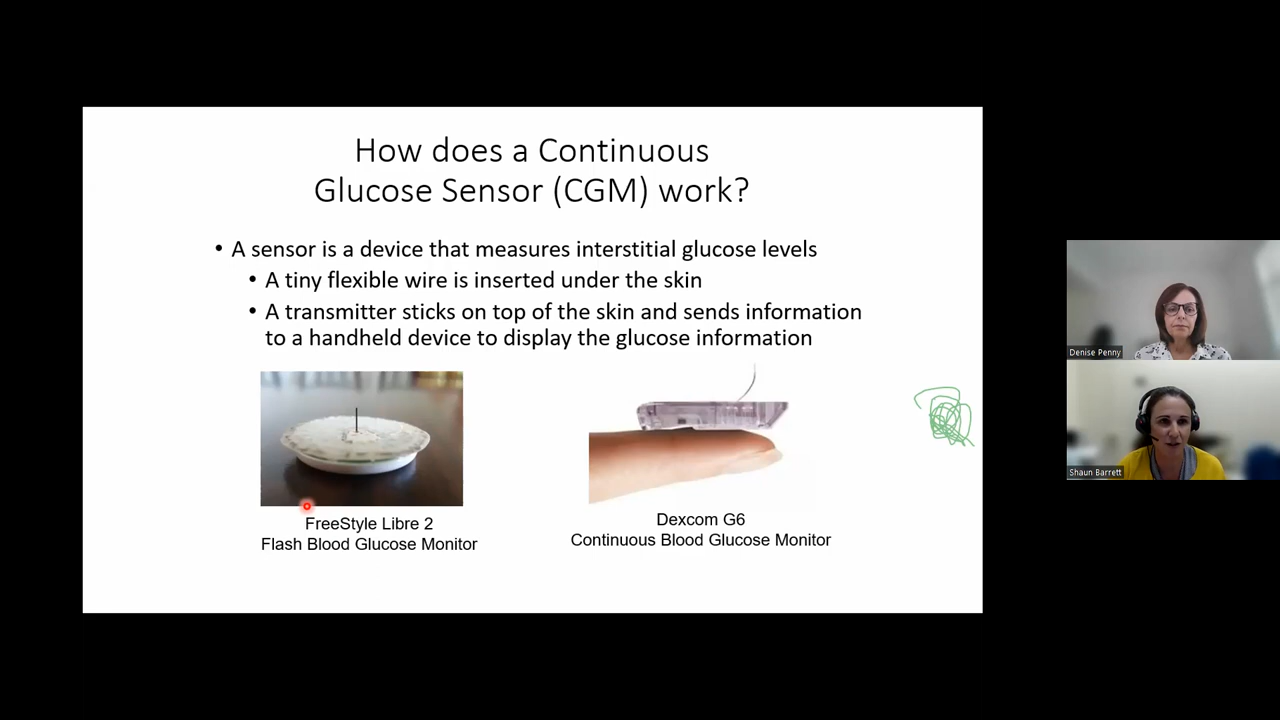 How does a Continuous
Glucose Sensor (CGM) work?
• A sensor is a device that measures interstitial glucose levels
• A tiny flexible wire is inserted under the skin
• A transmitter sticks on top of the skin and sends information
to a handheld device to display the glucose information
FreeStyle Libre 2
Flash Blood Glucose Monitor
Dexcom G6
Continuous Blood Glucose Monitor
Denise Penny
Shaun Barrett